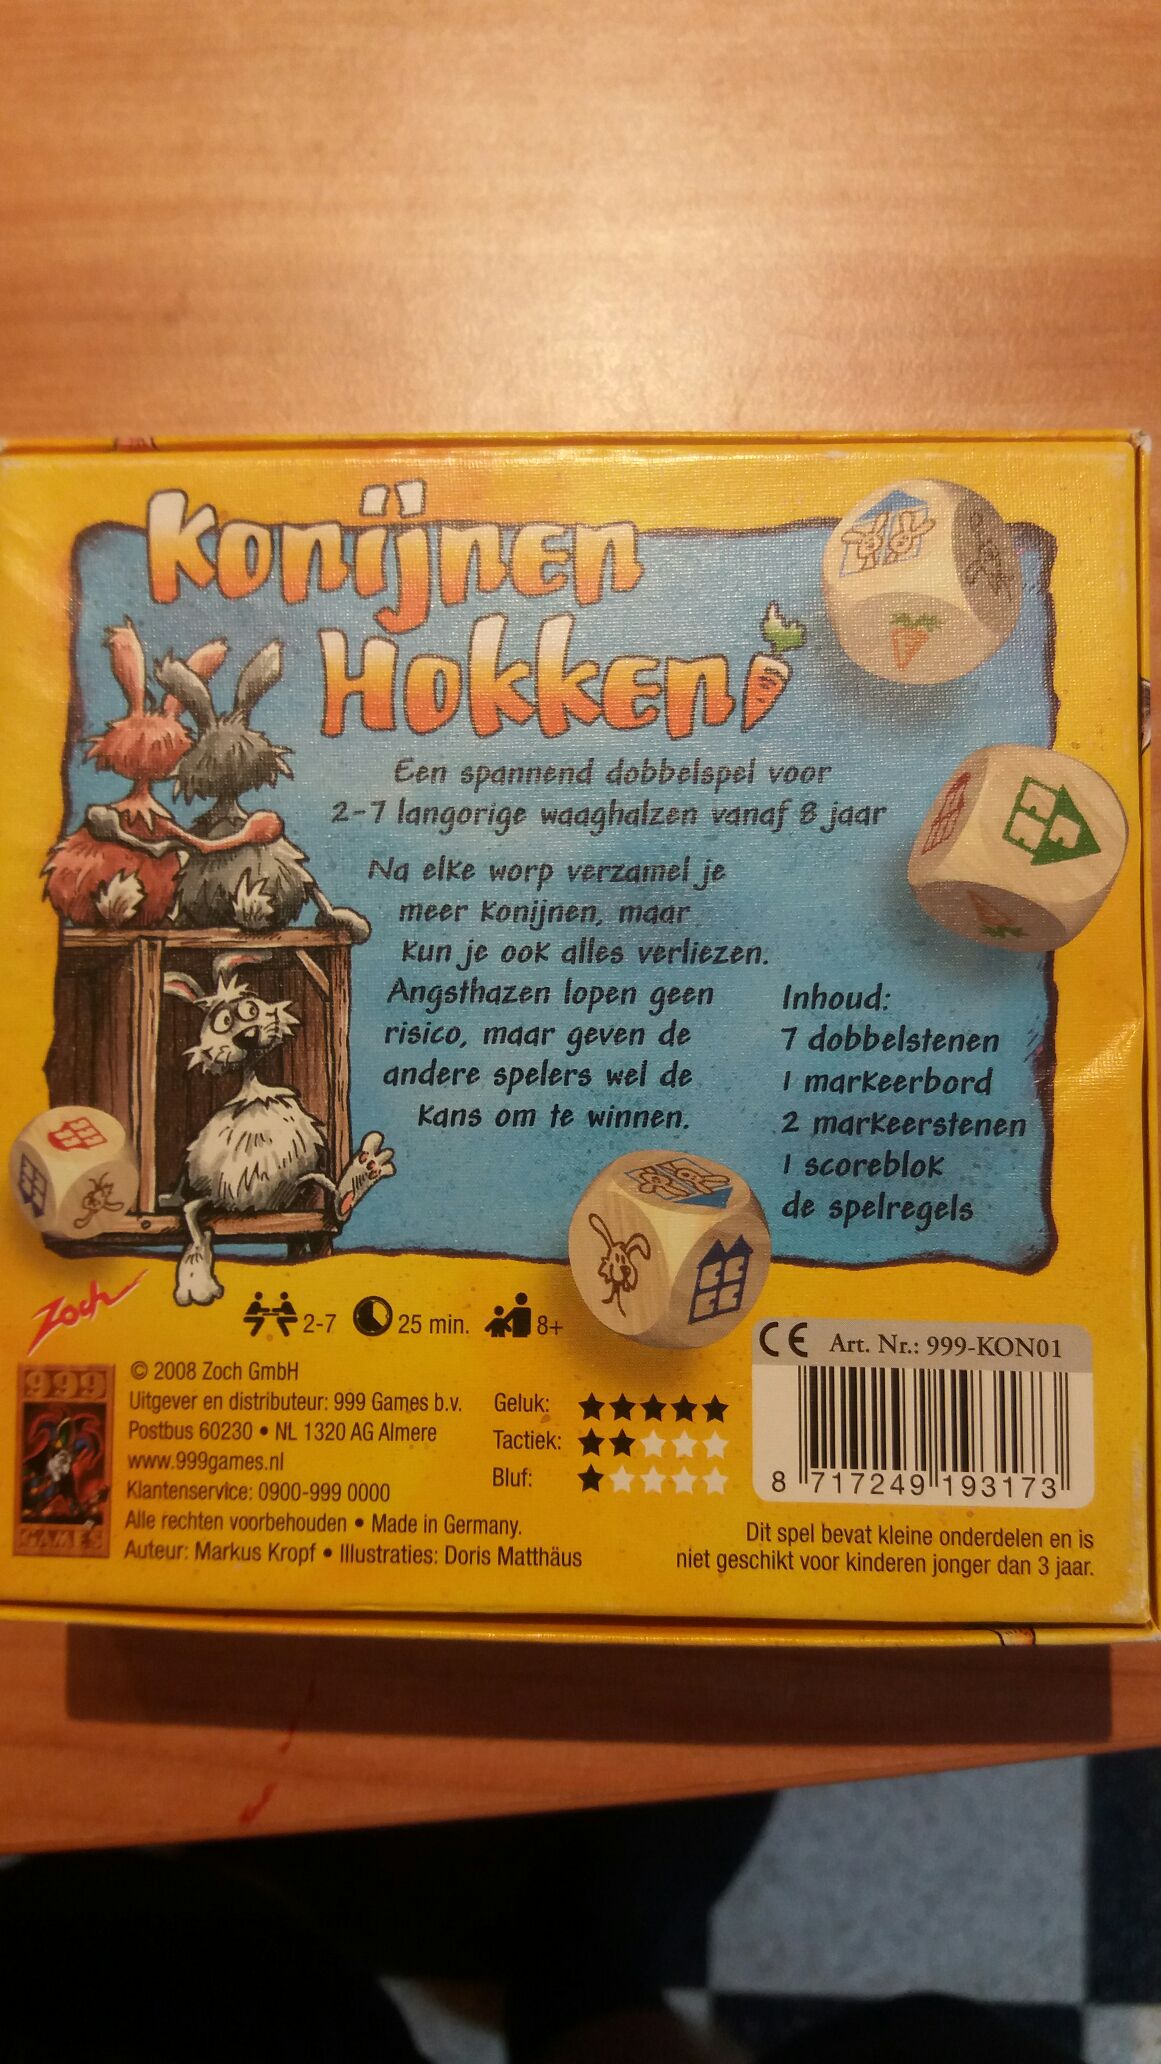 Konijnen
Hokken
Een spannend dobbelspel voor
2-7 langorige waaghalzen vanaf 8 jaar
Na elke worp verzamel je
meer konijnen, maar
kun je ook alles verliezen.
Angsthazen lopen geen
risico, maar geven de
andere spelers wel de
kans om te winnen.
Inhoud:
7 dobbelstenen
1 markeerbord
2 markeerstenen
1 scoreblok
de spelregels
Zoch
2-7 25 min. 8+
999
GAMES
© 2008 Zoch GmbH
Uitgever en distributeur: 999 Games b.v.
Postbus 60230 • NL 1320 AG Almere
www.999games.nl
Klantenservice: 0900-999 0000
Alle rechten voorbehouden • Made in Germany.
Auteur: Markus Kropf • Illustraties: Doris Matthäus
Geluk: ★★★★★
Tactiek: ★★☆☆☆
Bluf: ★☆☆☆☆
CE Art. Nr.: 999-KON01
8 717249 193173
Dit spel bevat kleine onderdelen en is
niet geschikt voor kinderen jonger dan 3 jaar.